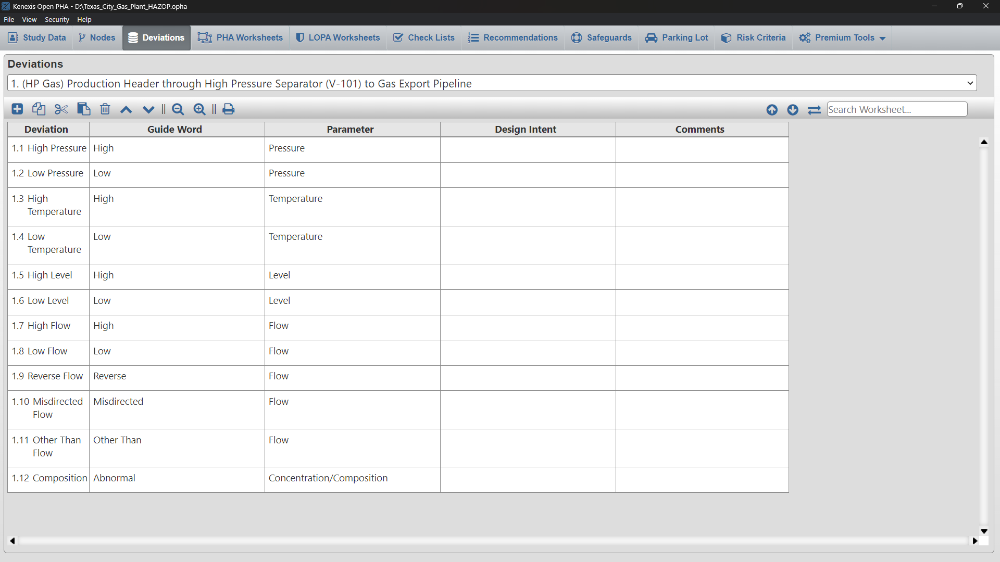 Kenexis Open PHA - D:\Texas_City_Gas_Plant_HAZOP.opha
File View Security Help
Study Data Nodes Deviations PHA Worksheets LOPA Worksheets Check Lists Recommendations Safeguards Parking Lot Risk Criteria Premium Tools
Deviations
1. (HP Gas) Production Header through High Pressure Separator (V-101) to Gas Export Pipeline
Search Worksheet...
Deviation Guide Word Parameter Design Intent Comments
1.1 High Pressure High Pressure
1.2 Low Pressure Low Pressure
1.3 High High Temperature
Temperature
1.4 Low Low Temperature
Temperature
1.5 High Level High Level
1.6 Low Level Low Level
1.7 High Flow High Flow
1.8 Low Flow Low Flow
1.9 Reverse Flow Reverse Flow
1.10 Misdirected Misdirected Flow
Flow
1.11 Other Than Other Than Flow
Flow
1.12 Composition Abnormal Concentration/Composition